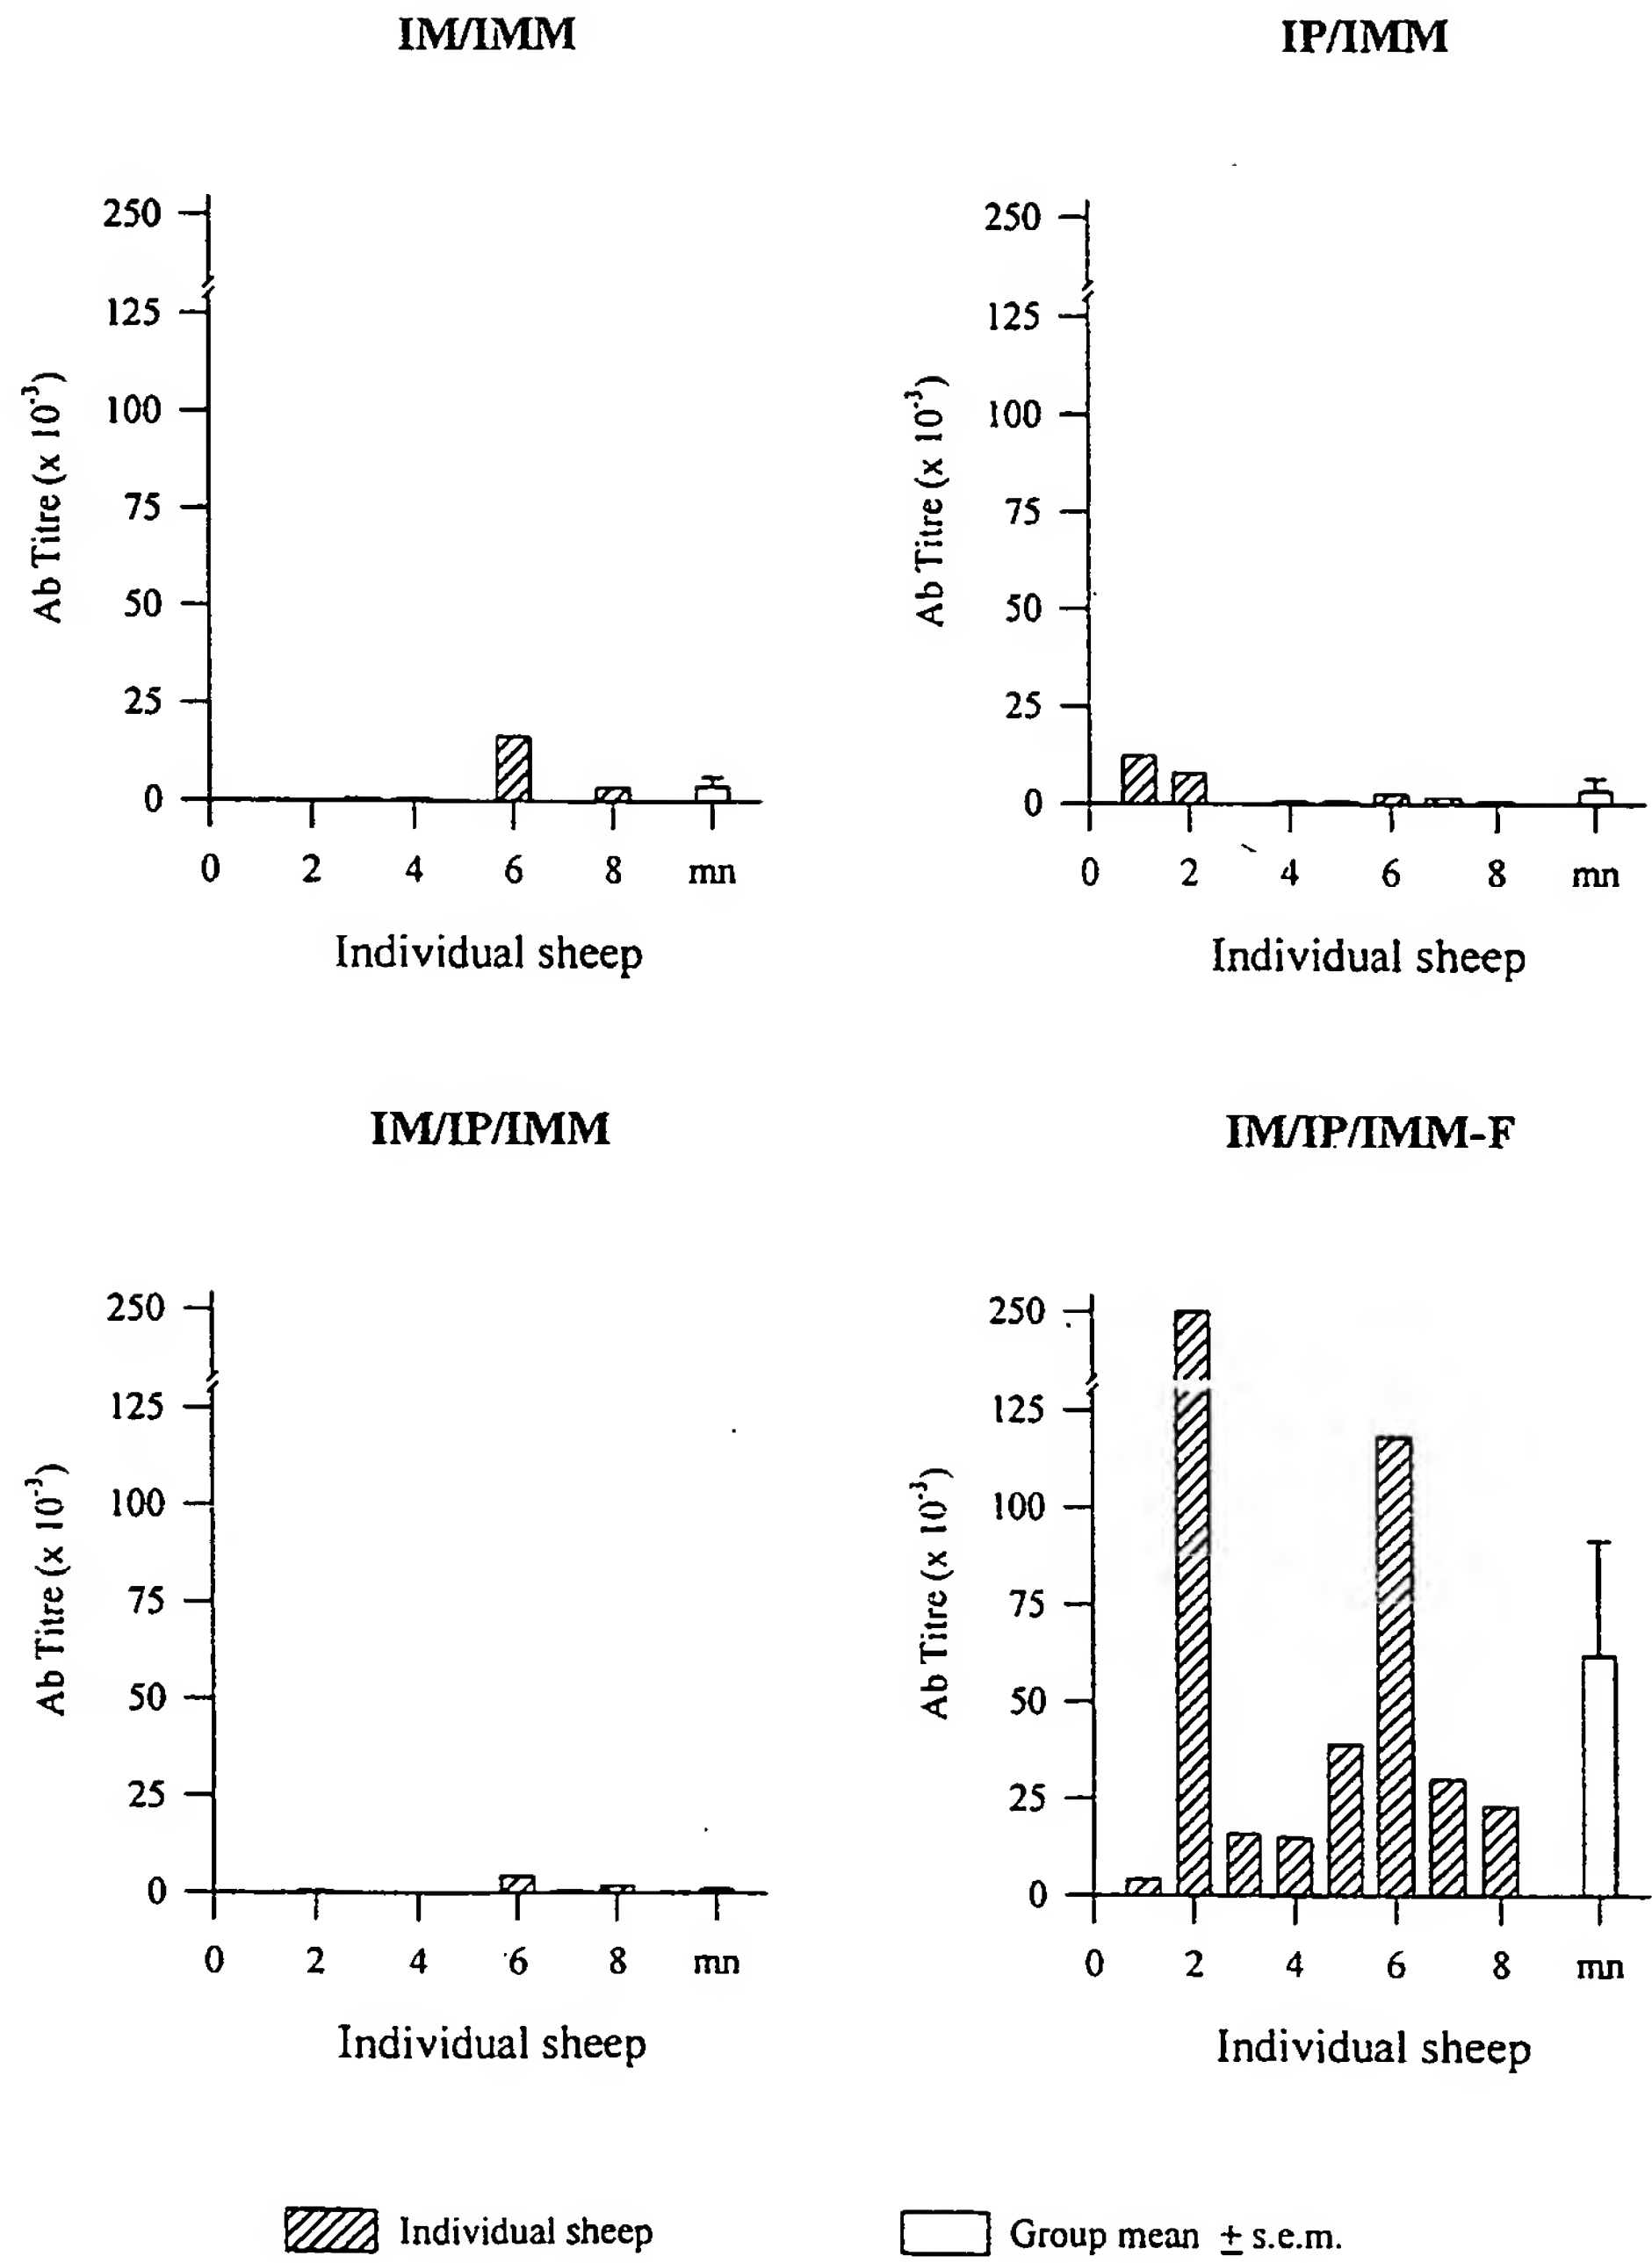 IM/IMM
250
125
100
75
50
25
0
Ab Titre (x 10⁻³)
0 2 4 6 8 mn
Individual sheep
IP/IMM
250
125
100
75
50
25
0
Ab Titre (x 10⁻³)
0 2 4 6 8 mn
Individual sheep
IM/IP/IMM
250
125
100
75
50
25
0
Ab Titre (x 10⁻³)
0 2 4 6 8 mn
Individual sheep
IM/IP/IMM-F
250
125
100
75
50
25
0
Ab Titre (x 10⁻³)
0 2 4 6 8 mn
Individual sheep
Individual sheep
Group mean ± s.e.m.